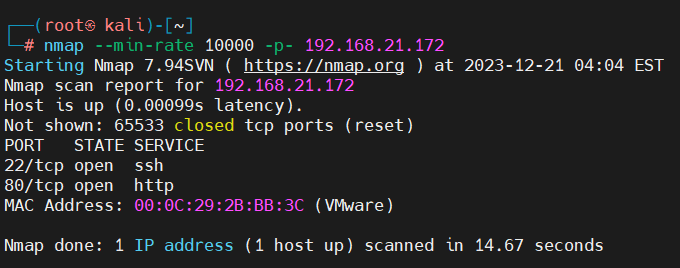 ┌──(root㉿ kali)-[~]
└─# nmap --min-rate 10000 -p- 192.168.21.172
Starting Nmap 7.94SVN ( https://nmap.org ) at 2023-12-21 04:04 EST
Nmap scan report for 192.168.21.172
Host is up (0.00099s latency).
Not shown: 65533 closed tcp ports (reset)
PORT   STATE SERVICE
22/tcp open  ssh
80/tcp open  http
MAC Address: 00:0C:29:2B:BB:3C (VMware)
Nmap done: 1 IP address (1 host up) scanned in 14.67 seconds